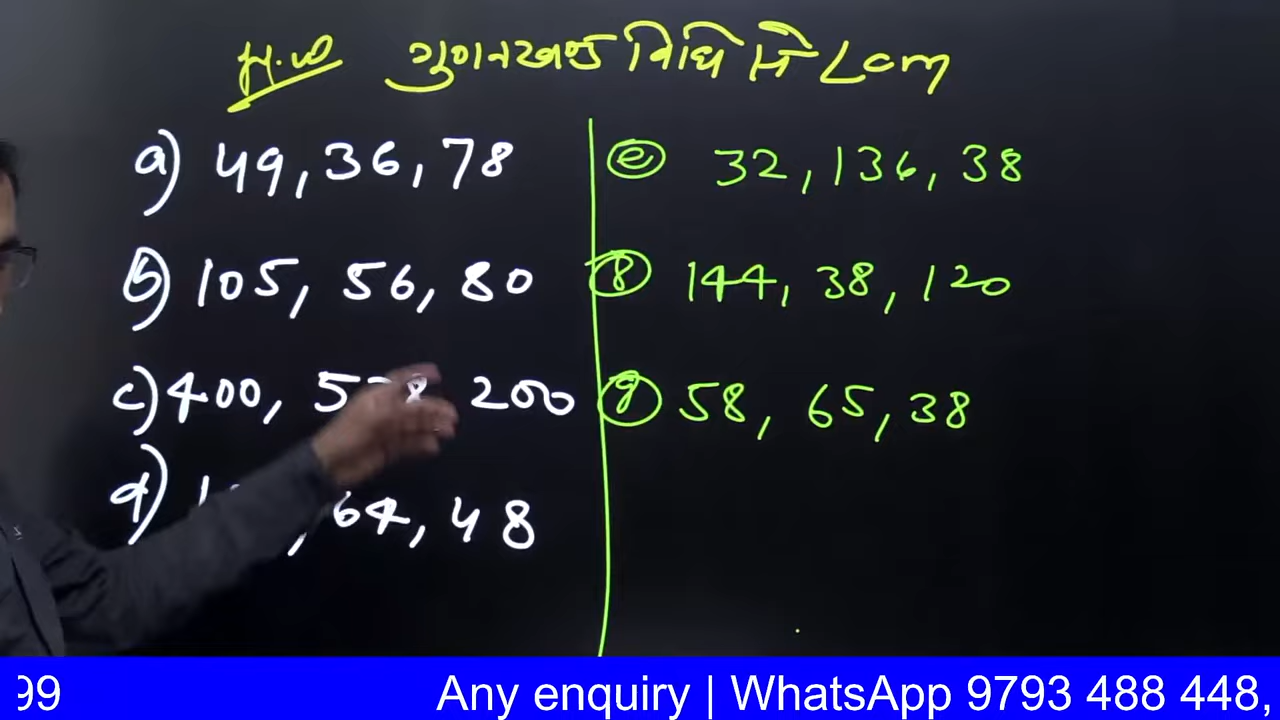 H.W गुणनखण्ड विधि से Lcm
a) 49, 36, 78
b) 105, 56, 80
c) 400, 200
d) 64, 48
e 32, 136, 38
f 144, 38, 120
g 58, 65, 38
99 Any enquiry | WhatsApp 9793 488 448,